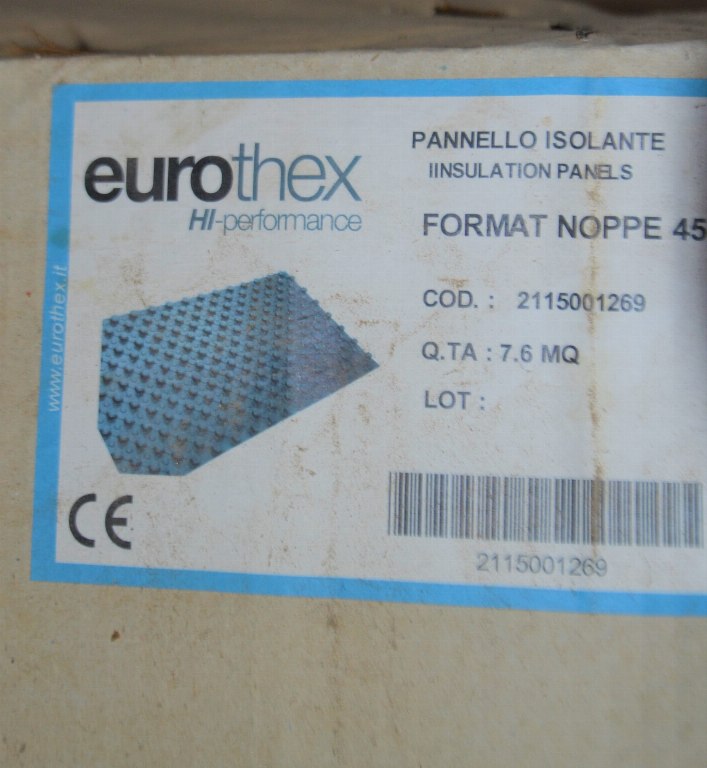 eurothex
HI-performance
www.eurothex.it
PANNELLO ISOLANTE
IINSULATION PANELS
FORMAT NOPPE 45
COD. : 2115001269
Q.TA : 7.6 MQ
LOT :
CE
2115001269